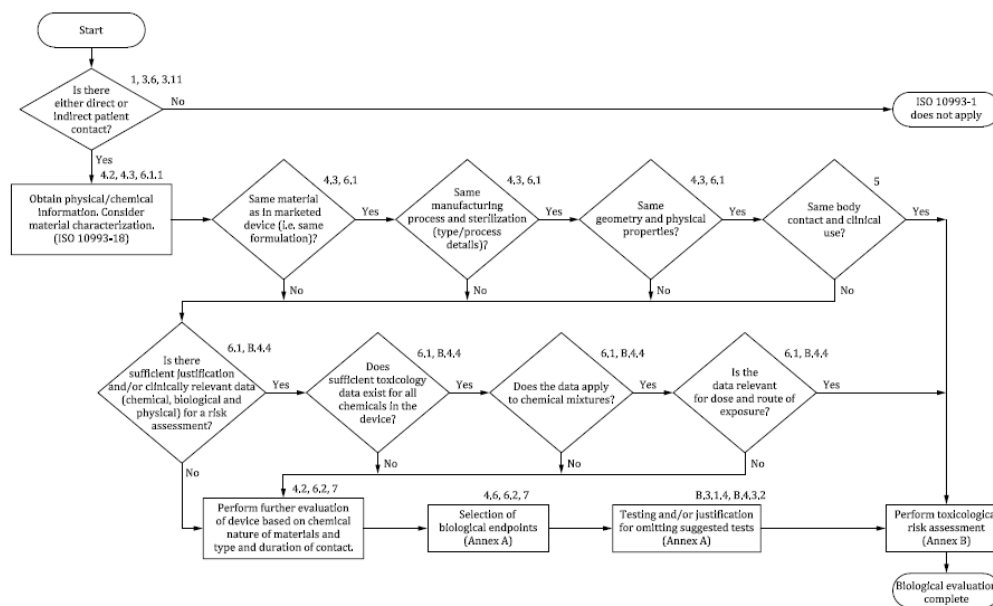 Start
1, 3,6, 3,11
Is there
either direct or
indirect patient
contact?
No
ISO 10993-1
does not apply
Yes
4.2, 4.3, 6.1.1
Obtain physical/chemical
information. Consider
material characterization.
(ISO 10993-18)
4,3, 6,1
Same material
as in marketed
device (i.e. same
formulation)?
Yes
No
4,3, 6,1
Same
manufacturing
process and sterilization
(type/process
details)?
Yes
No
4,3, 6,1
Same
geometry and physical
properties?
Yes
No
5
Same body
contact and clinical
use?
Yes
No
6,1, B,4,4
Is there
sufficient justification
and/or clinically relevant data
(chemical, biological and
physical) for a risk
assessment?
Yes
No
6,1, B,4,4
Does
sufficient toxicology
data exist for all
chemicals in the
device?
Yes
No
6,1, B,4,4
Does the data apply
to chemical mixtures?
Yes
No
6,1, B,4,4
Is the
data relevant
for dose and route of
exposure?
Yes
No
4,2, 6,2, 7
Perform further evaluation
of device based on chemical
nature of materials and
type and duration of contact.
4,6, 6,2, 7
Selection of
biological endpoints
(Annex A)
B,3,1,4, B,4,3,2
Testing and/or justification
for omitting suggested tests
(Annex A)
Perform toxicological
risk assessment
(Annex B)
Biological evaluation
complete